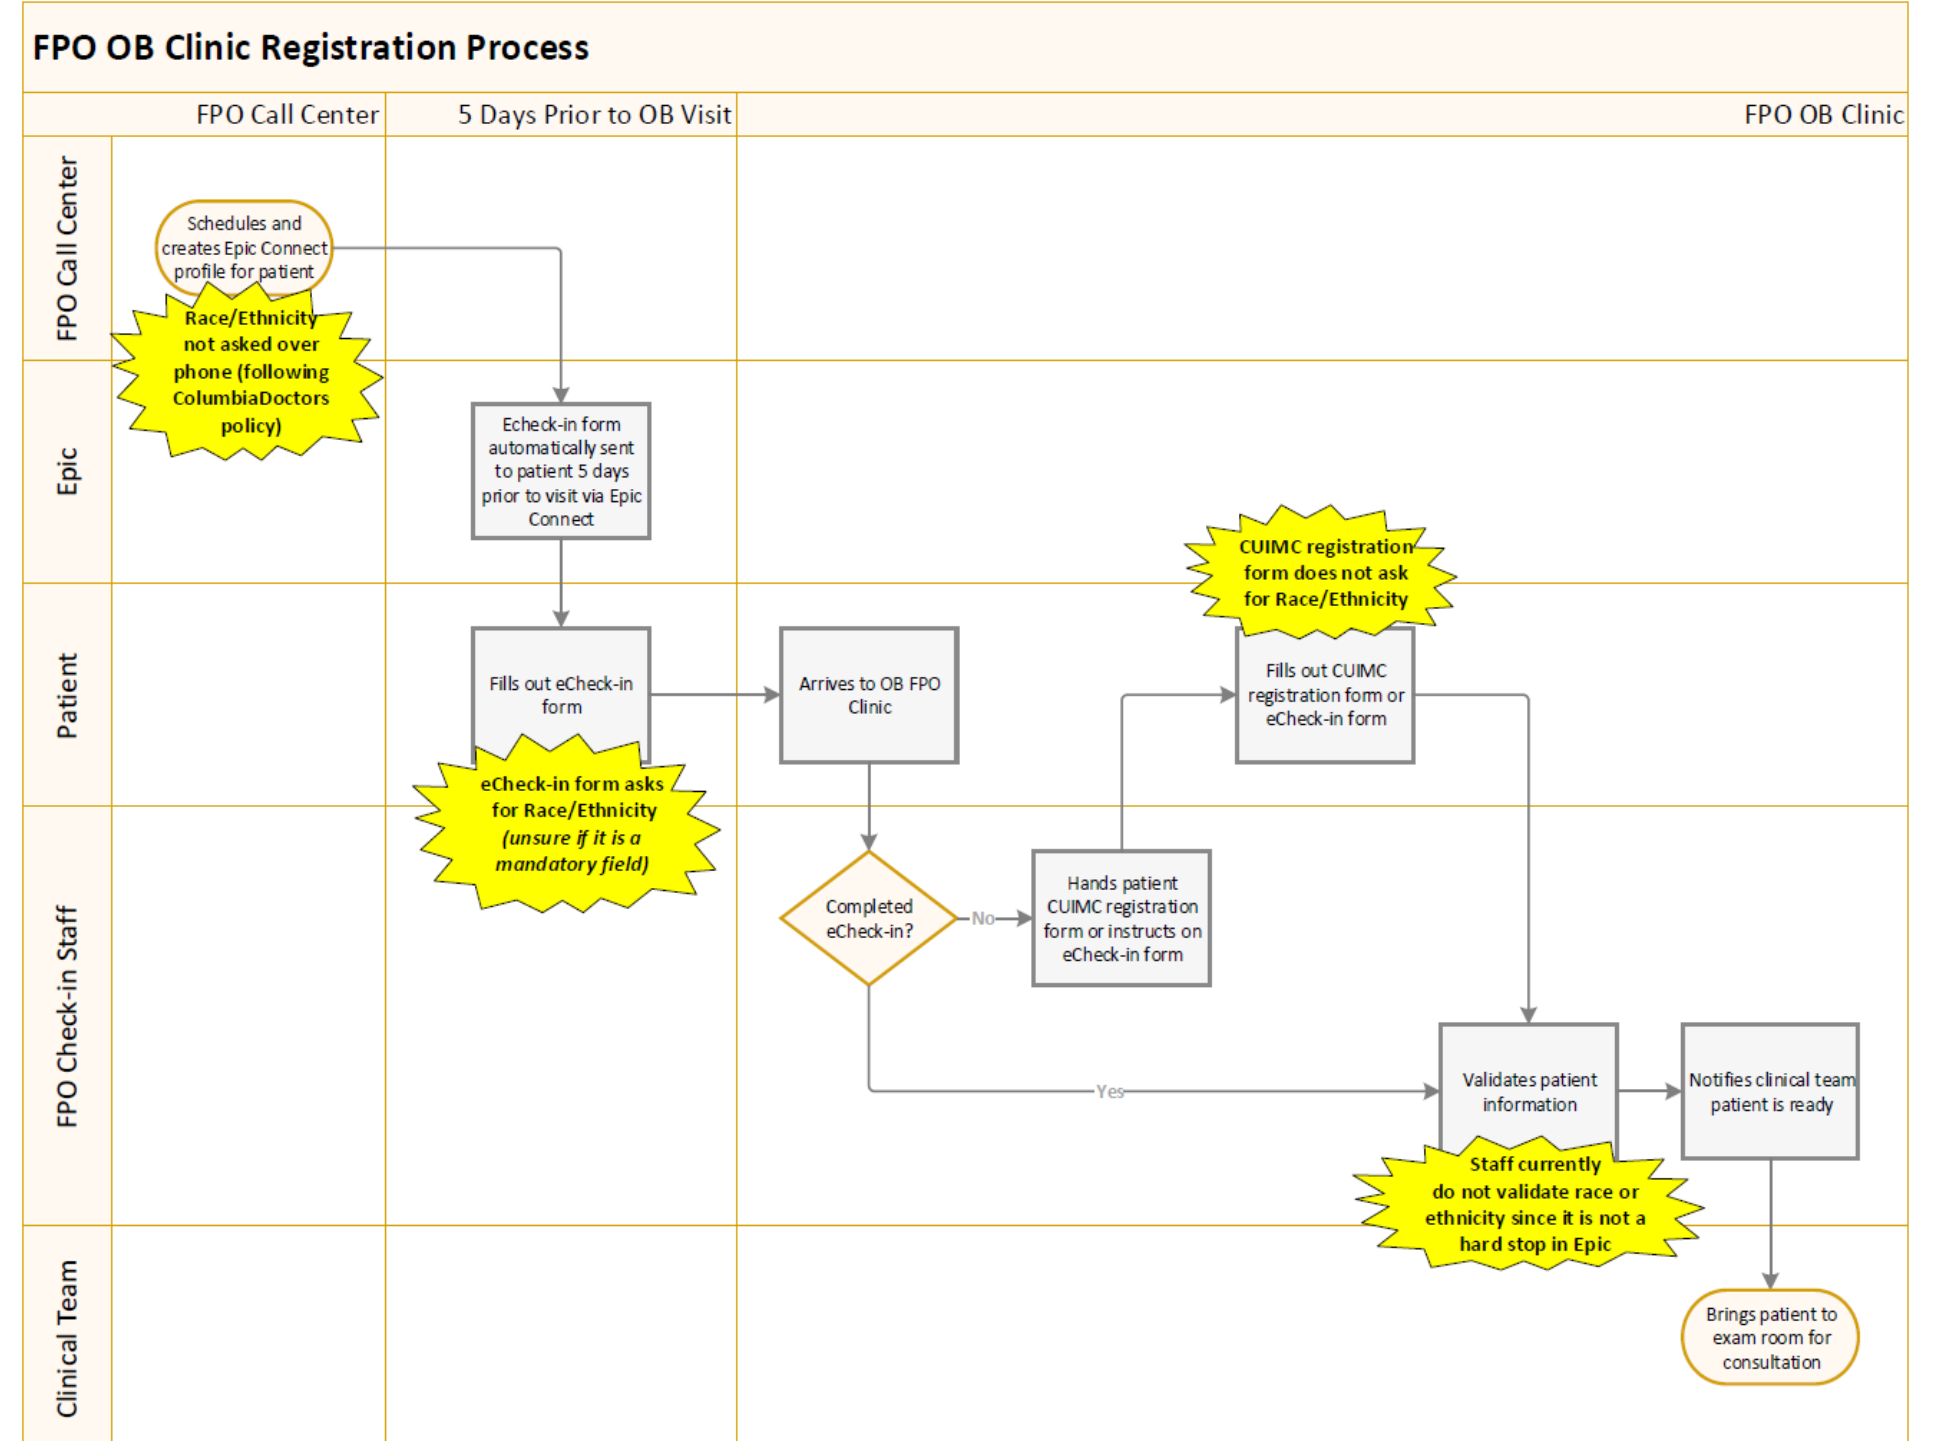 FPO OB Clinic Registration Process
FPO Call Center
5 Days Prior to OB Visit
FPO OB Clinic
FPO Call Center
Schedules and
creates Epic Connect
profile for patient
Race/Ethnicity
not asked over
phone (following
ColumbiaDoctors
policy)
Epic
Echeck-in form
automatically sent
to patient 5 days
prior to visit via Epic
Connect
CUIMC registration
form does not ask
for Race/Ethnicity
Patient
Fills out eCheck-in
form
Arrives to OB FPO
Clinic
Fills out CUIMC
registration form or
eCheck-in form
eCheck-in form asks
for Race/Ethnicity
(unsure if it is a
mandatory field)
FPO Check-in Staff
Completed
eCheck-in?
No
Hands patient
CUIMC registration
form or instructs on
eCheck-in form
Yes
Validates patient
information
Notifies clinical team
patient is ready
Staff currently
do not validate race or
ethnicity since it is not a
hard stop in Epic
Clinical Team
Brings patient to
exam room for
consultation